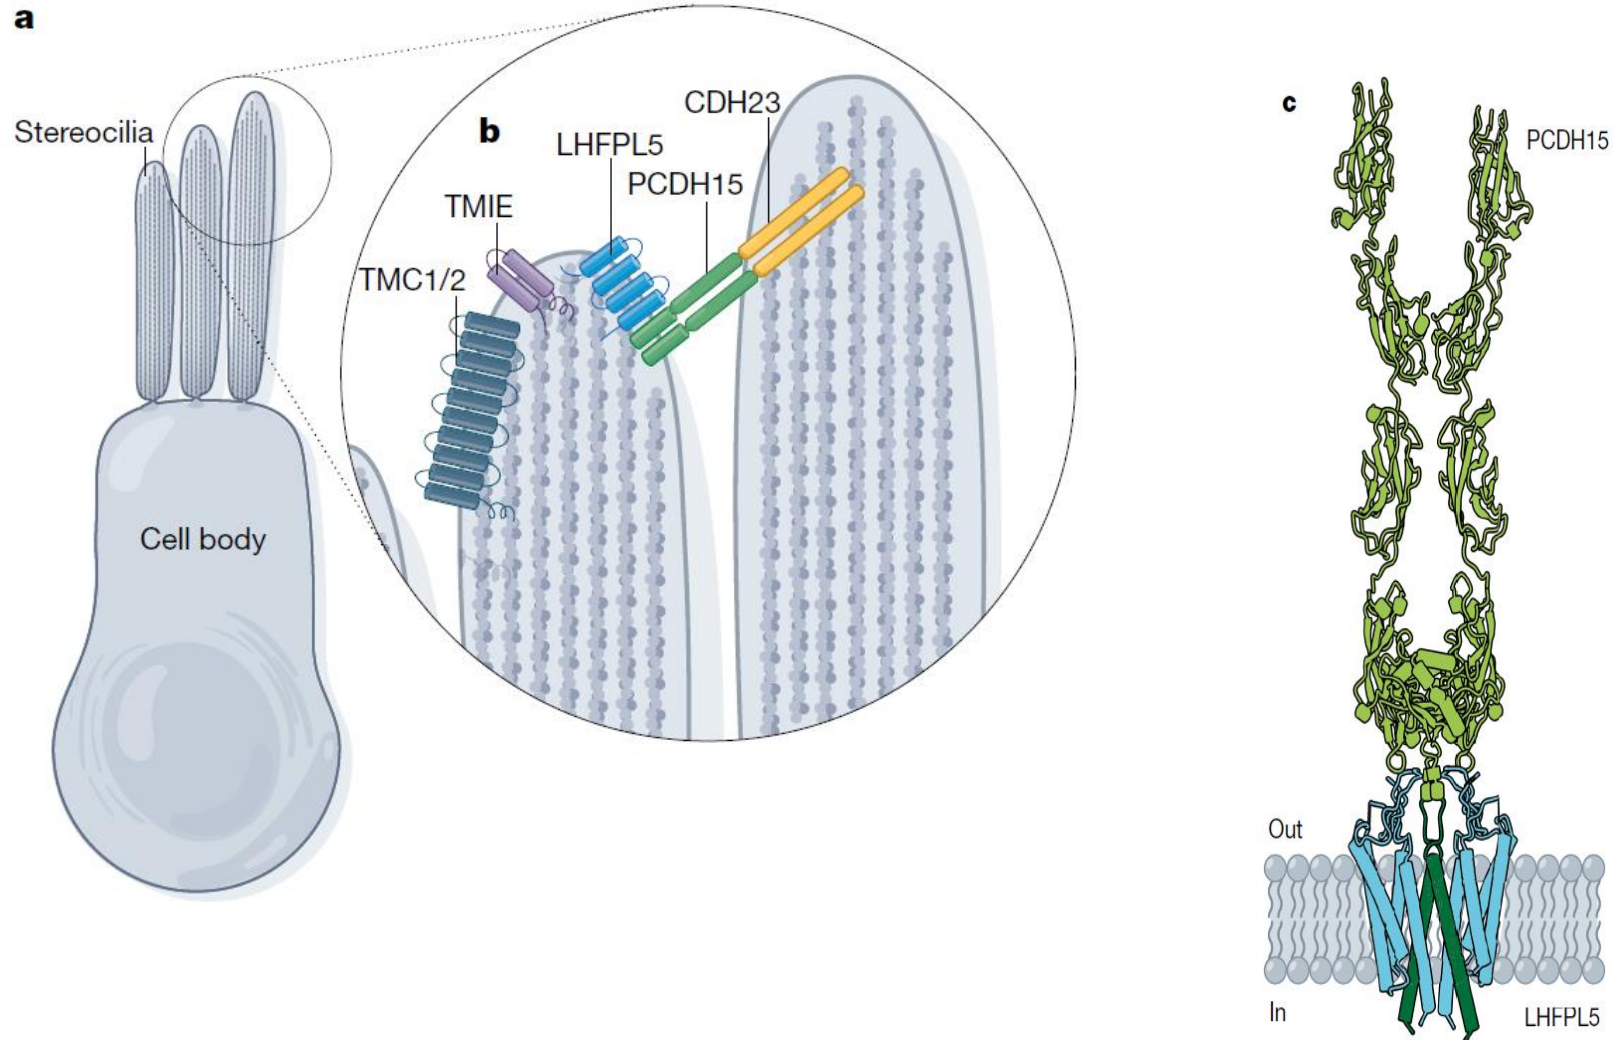 a
Stereocilia
Cell body
b
CDH23
LHFPL5
PCDH15
TMIE
TMC1/2
c
PCDH15
Out
In
LHFPL5